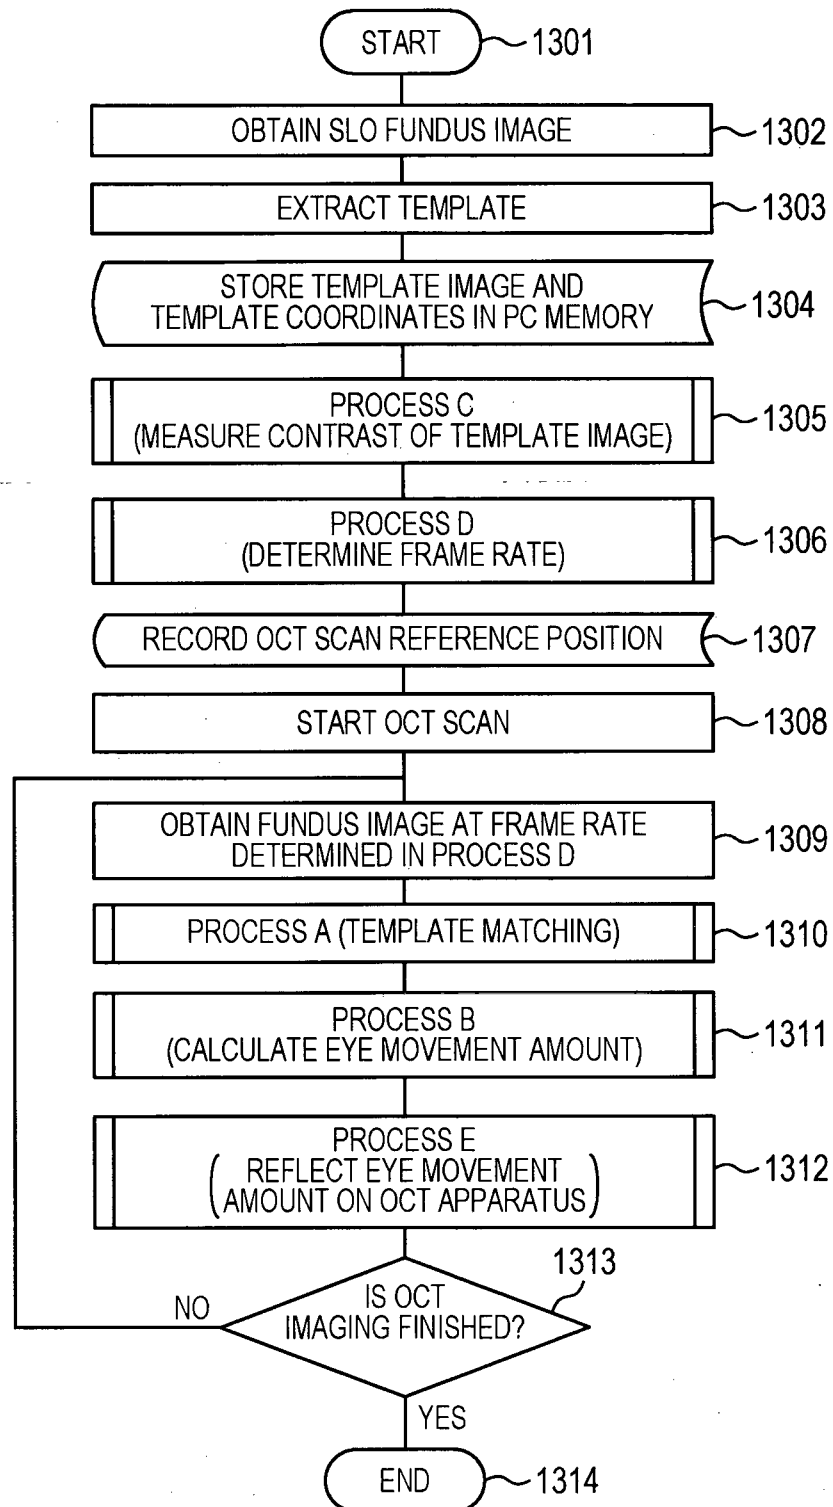 START
1301
OBTAIN SLO FUNDUS IMAGE
1302
EXTRACT TEMPLATE
1303
STORE TEMPLATE IMAGE AND
TEMPLATE COORDINATES IN PC MEMORY
1304
PROCESS C
(MEASURE CONTRAST OF TEMPLATE IMAGE)
1305
PROCESS D
(DETERMINE FRAME RATE)
1306
RECORD OCT SCAN REFERENCE POSITION
1307
START OCT SCAN
1308
OBTAIN FUNDUS IMAGE AT FRAME RATE
DETERMINED IN PROCESS D
1309
PROCESS A (TEMPLATE MATCHING)
1310
PROCESS B
(CALCULATE EYE MOVEMENT AMOUNT)
1311
PROCESS E
(REFLECT EYE MOVEMENT
AMOUNT ON OCT APPARATUS)
1312
1313
IS OCT
IMAGING FINISHED?
NO
YES
END
1314